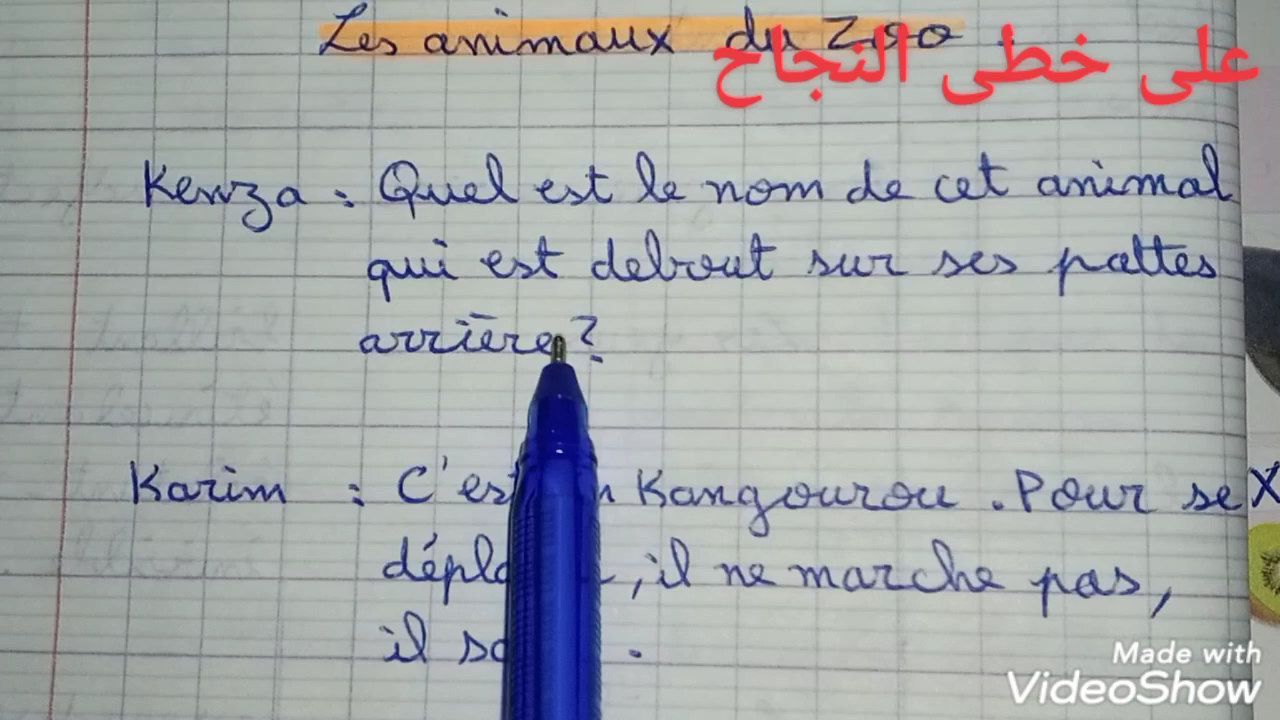 Les animaux du Zoo
على خطى النجاح
Kenza : Quel est le nom de cet animal
qui est debout sur ses pattes
arrière ?
Karim : C'est Kangourou . Pour se
, il ne marche pas,
il .
Made with
VideoShow